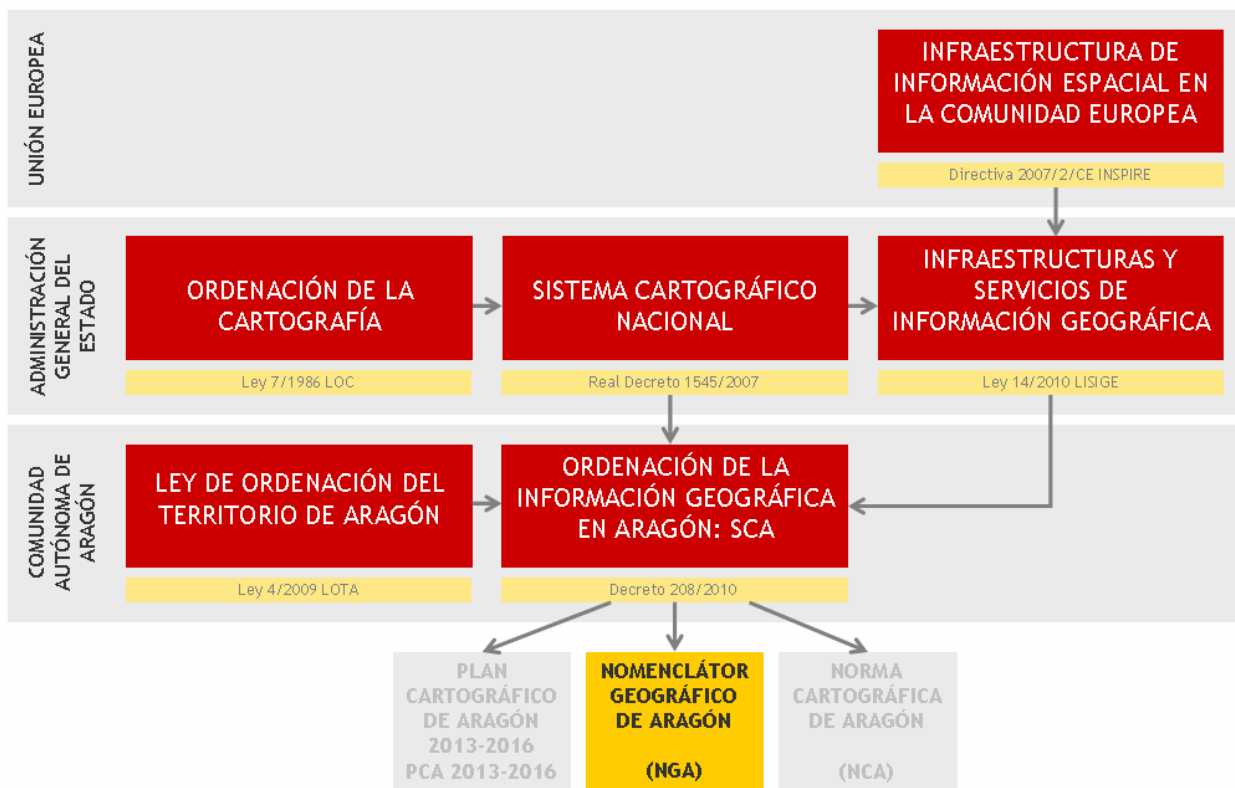 UNIÓN EUROPEA
INFRAESTRUCTURA DE
INFORMACIÓN ESPACIAL EN
LA COMUNIDAD EUROPEA
Directiva 2007/2/CE INSPIRE
ADMINISTRACIÓN
GENERAL DEL
ESTADO
ORDENACIÓN DE LA
CARTOGRAFÍA
Ley 7/1986 LOC
SISTEMA CARTOGRÁFICO
NACIONAL
Real Decreto 1545/2007
INFRAESTRUCTURAS Y
SERVICIOS DE
INFORMACIÓN GEOGRÁFICA
Ley 14/2010 LISIGE
COMUNIDAD
AUTÓNOMA DE
ARAGÓN
LEY DE ORDENACIÓN DEL
TERRITORIO DE ARAGÓN
Ley 4/2009 LOTA
ORDENACIÓN DE LA
INFORMACIÓN GEOGRÁFICA
EN ARAGÓN: SCA
Decreto 208/2010
PLAN
CARTOGRÁFICO
DE ARAGÓN
2013-2016
PCA 2013-2016
NOMENCLÁTOR
GEOGRÁFICO
DE ARAGÓN
(NGA)
NORMA
CARTOGRÁFICA
DE ARAGÓN
(NCA)